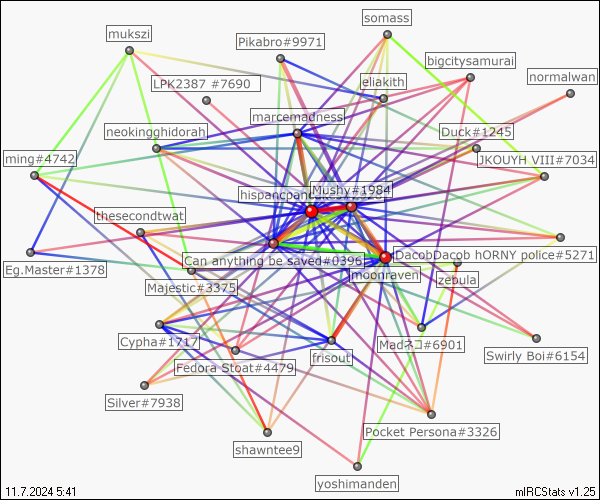 somass
mukszi
Pikabro#9971
bigcitysamurai
normalwan
LPK2387 #7690
eliakith
marcemadness
neokingghidorah
Duck#1245
ming#4742
JKOUYH VIII#7034
Mushy#1984
thesecondtwat
DacobDacob hORNY police#5271
Can anything be saved#0396
Eg.Master#1378
moonraven
zebula
Majestic#3375
Cypha#1717
Madネコ#6901
frisout
Swirly Boi#6154
Fedora Stoat#4479
Silver#7938
Pocket Persona#3326
shawntee9
yoshimanden
11.7.2024 5:41
mIRCStats v1.25